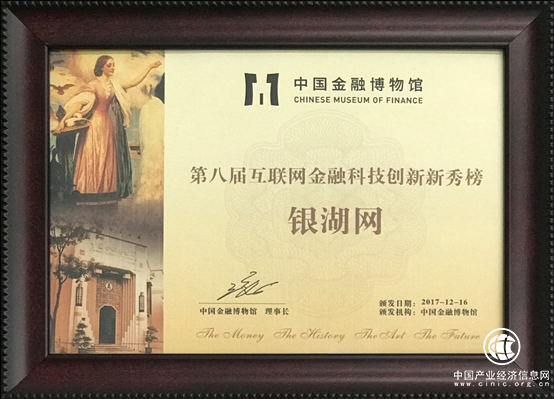 中国金融博物馆
CHINESE MUSEUM OF FINANCE
第八届互联网金融科技创新新秀榜
银湖网
中国金融博物馆 理事长
颁发日期：2017-12-16
颁发机构：中国金融博物馆
The Money The History The Art The Future
中国产业经济信息网
www.cinic.org.cn